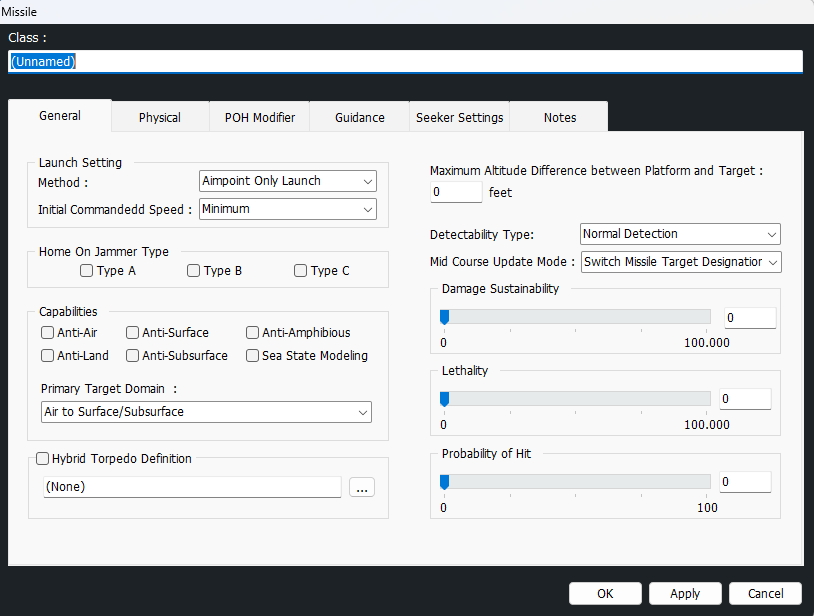 Missile
Class :
(Unnamed)
General Physical POH Modifier Guidance Seeker Settings Notes
Launch Setting
Method : Aimpoint Only Launch
Initial Commandedd Speed : Minimum
Home On Jammer Type
Type A Type B Type C
Capabilities
Anti-Air Anti-Surface Anti-Amphibious
Anti-Land Anti-Subsurface Sea State Modeling
Primary Target Domain :
Air to Surface/Subsurface
Hybrid Torpedo Definition
(None) ...
Maximum Altitude Difference between Platform and Target :
0 feet
Detectability Type: Normal Detection
Mid Course Update Mode : Switch Missile Target Designation
Damage Sustainability
0
0 100.000
Lethality
0
0 100.000
Probability of Hit
0
0 100
OK Apply Cancel